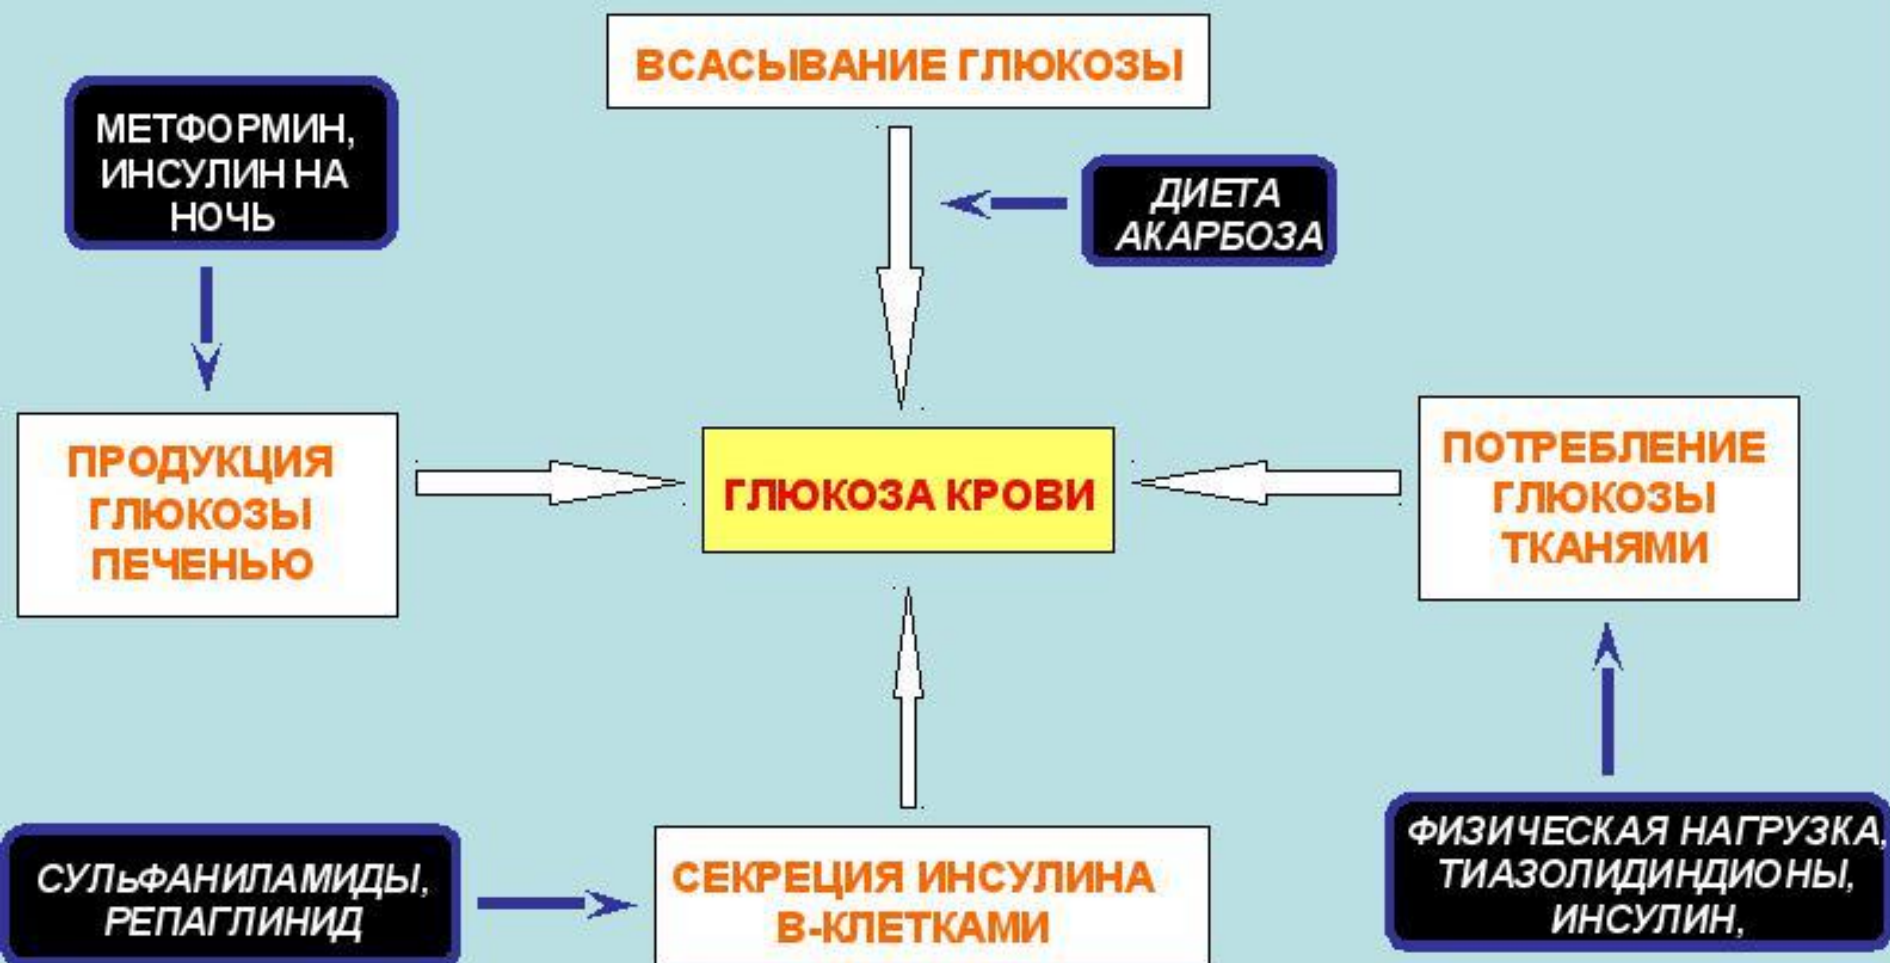 ВСАСЫВАНИЕ ГЛЮКОЗЫ
МЕТФОРМИН,
ИНСУЛИН НА
НОЧЬ
ДИЕТА
АКАРБОЗА
ПРОДУКЦИЯ
ГЛЮКОЗЫ
ПЕЧЕНЬЮ
ГЛЮКОЗА КРОВИ
ПОТРЕБЛЕНИЕ
ГЛЮКОЗЫ
ТКАНЯМИ
СУЛЬФАНИЛАМИДЫ,
РЕПАГЛИНИД
СЕКРЕЦИЯ ИНСУЛИНА
В-КЛЕТКАМИ
ФИЗИЧЕСКАЯ НАГРУЗКА,
ТИАЗОЛИДИНДИОНЫ,
ИНСУЛИН,